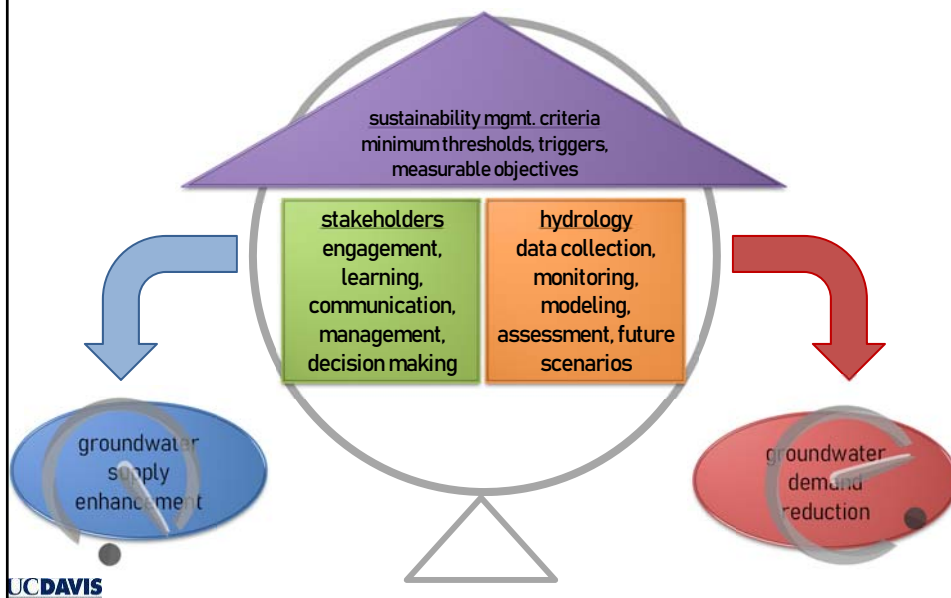 sustainability mgmt. criteria
minimum thresholds, triggers,
measurable objectives
stakeholders
engagement,
learning,
communication,
management,
decision making
hydrology
data collection,
monitoring,
modeling,
assessment, future
scenarios
groundwater
supply
enhancement
groundwater
demand
reduction
UCDAVIS